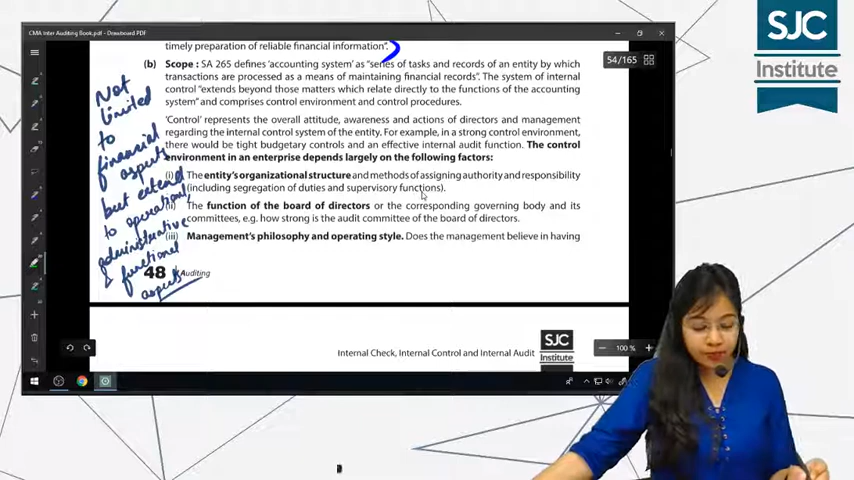 CMA Inter Auditing Book.pdf - Drawboard PDF
SJC
Institute
54/165
timely preparation of reliable financial information”.
(b) Scope : SA 265 defines ‘accounting system’ as “series of tasks and records of an entity by which
transactions are processed as a means of maintaining financial records”. The system of internal
control “extends beyond those matters which relate directly to the functions of the accounting
system” and comprises control environment and control procedures.
‘Control’ represents the overall attitude, awareness and actions of directors and management
regarding the internal control system of the entity. For example, in a strong control environment,
there would be tight budgetary controls and an effective internal audit function. The control
environment in an enterprise depends largely on the following factors:
(i) The entity’s organizational structure and methods of assigning authority and responsibility
(including segregation of duties and supervisory functions).
(ii) The function of the board of directors or the corresponding governing body and its
committees, e.g. how strong is the audit committee of the board of directors.
(iii) Management’s philosophy and operating style. Does the management believe in having
Not
limited
to
financial
aspects
but extend
to operational,
administrative
& functional
aspects
48 Auditing
Internal Check, Internal Control and Internal Audit
SJC
Institute
100 %